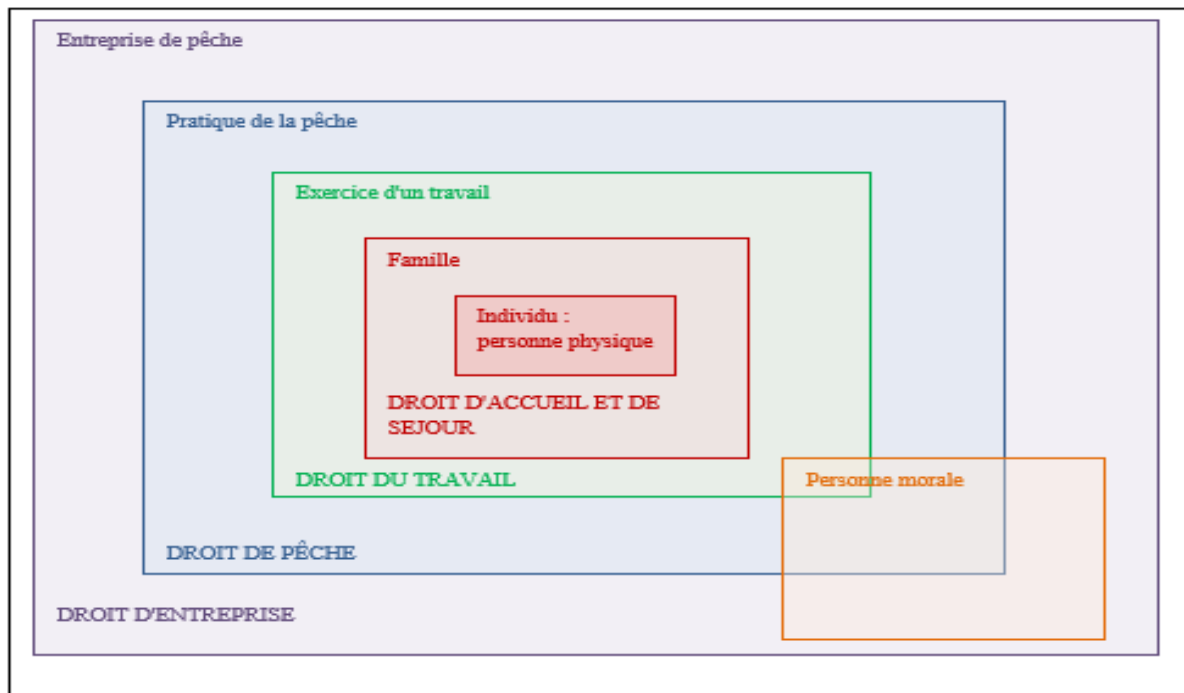 Entreprise de pêche
Pratique de la pêche
Exercice d'un travail
Famille
Individu :
personne physique
DROIT D'ACCUEIL ET DE
SEJOUR
DROIT DU TRAVAIL
Personne morale
DROIT DE PÊCHE
DROIT D'ENTREPRISE